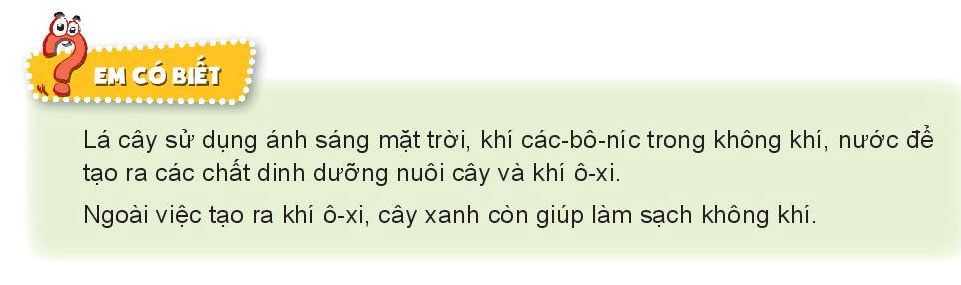 EM CÓ BIẾT
Lá cây sử dụng ánh sáng mặt trời, khí các-bô-níc trong không khí, nước để
tạo ra các chất dinh dưỡng nuôi cây và khí ô-xi.
Ngoài việc tạo ra khí ô-xi, cây xanh còn giúp làm sạch không khí.